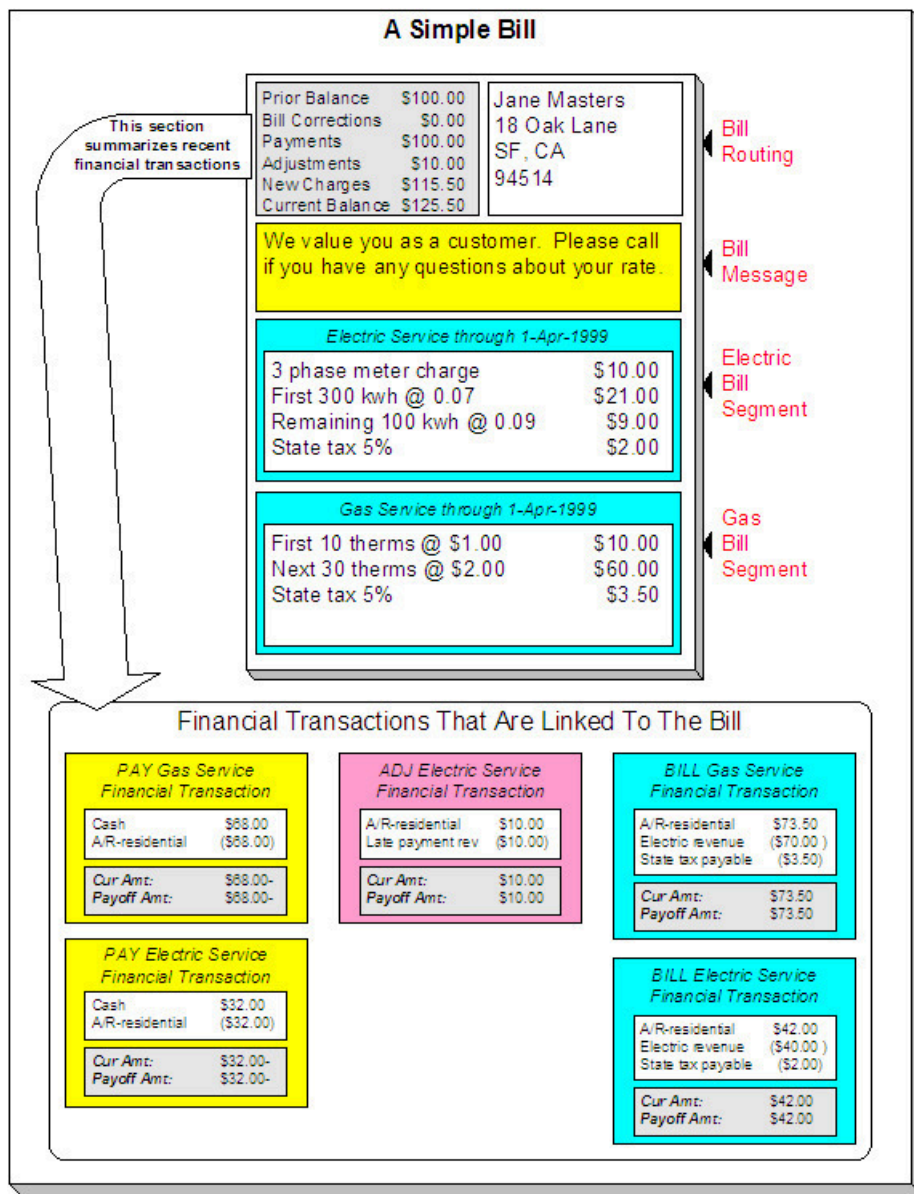 A Simple Bill
This section
summarizes recent
financial transactions
Prior Balance $100.00
Bill Corrections $0.00
Payments $100.00
Adjustments $10.00
New Charges $115.50
Current Balance $125.50
Jane Masters
18 Oak Lane
SF, CA
94514
Bill
Routing
We value you as a customer. Please call
if you have any questions about your rate.
Bill
Message
Electric Service through 1-Apr-1999
3 phase meter charge $10.00
First 300 kwh @ 0.07 $21.00
Remaining 100 kwh @ 0.09 $9.00
State tax 5% $2.00
Electric
Bill
Segment
Gas Service through 1-Apr-1999
First 10 therms @ $1.00 $10.00
Next 30 therms @ $2.00 $60.00
State tax 5% $3.50
Gas
Bill
Segment
Financial Transactions That Are Linked To The Bill
PAY Gas Service
Financial Transaction
Cash $68.00
A/R-residential ($68.00)
Cur Amt: $68.00-
Payoff Amt: $68.00-
ADJ Electric Service
Financial Transaction
A/R-residential $10.00
Late payment rev ($10.00)
Cur Amt: $10.00
Payoff Amt: $10.00
BILL Gas Service
Financial Transaction
A/R-residential $73.50
Electric revenue ($70.00 )
State tax payable ($3.50)
Cur Amt: $73.50
Payoff Amt: $73.50
PAY Electric Service
Financial Transaction
Cash $32.00
A/R-residential ($32.00)
Cur Amt: $32.00-
Payoff Amt: $32.00-
BILL Electric Service
Financial Transaction
A/R-residential $42.00
Electric revenue ($40.00 )
State tax payable ($2.00)
Cur Amt: $42.00
Payoff Amt: $42.00